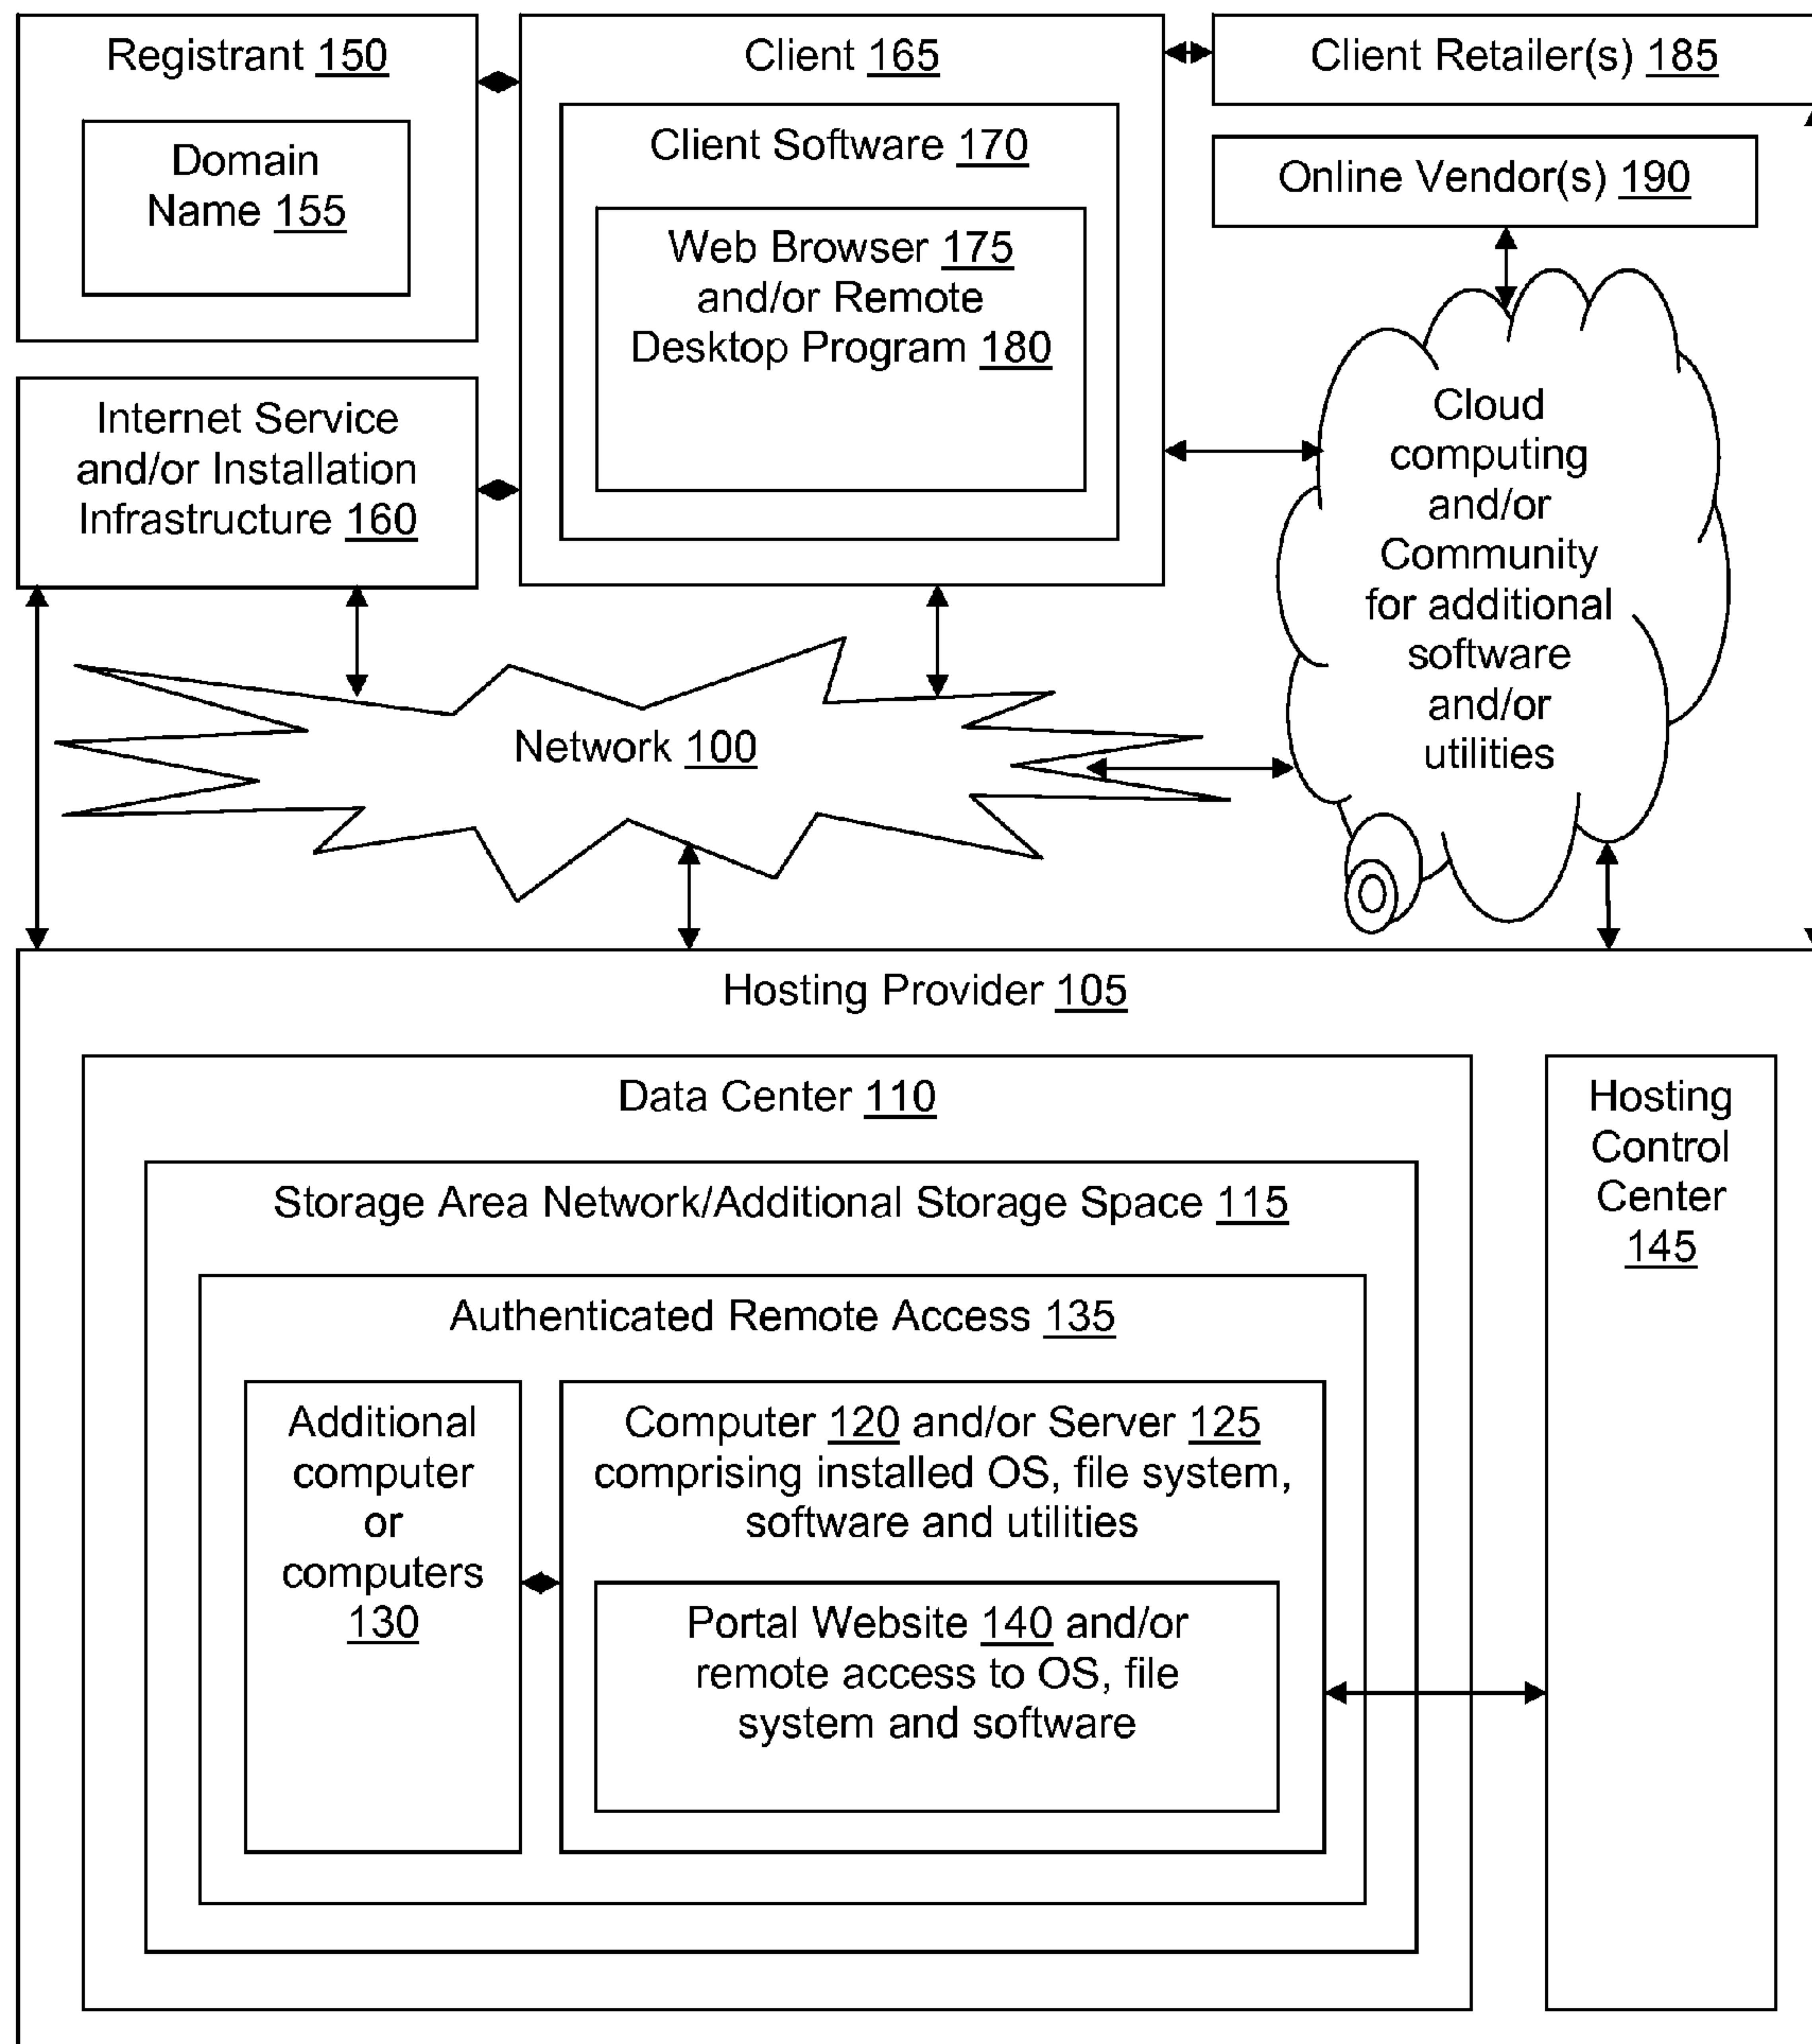 Registrant 150
Domain
Name 155
Client 165
Client Software 170
Web Browser 175
and/or Remote
Desktop Program 180
Client Retailer(s) 185
Online Vendor(s) 190
Internet Service
and/or Installation
Infrastructure 160
Cloud
computing
and/or
Community
for additional
software
and/or
utilities
Network 100
Hosting Provider 105
Data Center 110
Storage Area Network/Additional Storage Space 115
Authenticated Remote Access 135
Additional
computer
or
computers
130
Computer 120 and/or Server 125
comprising installed OS, file system,
software and utilities
Portal Website 140 and/or
remote access to OS, file
system and software
Hosting
Control
Center
145